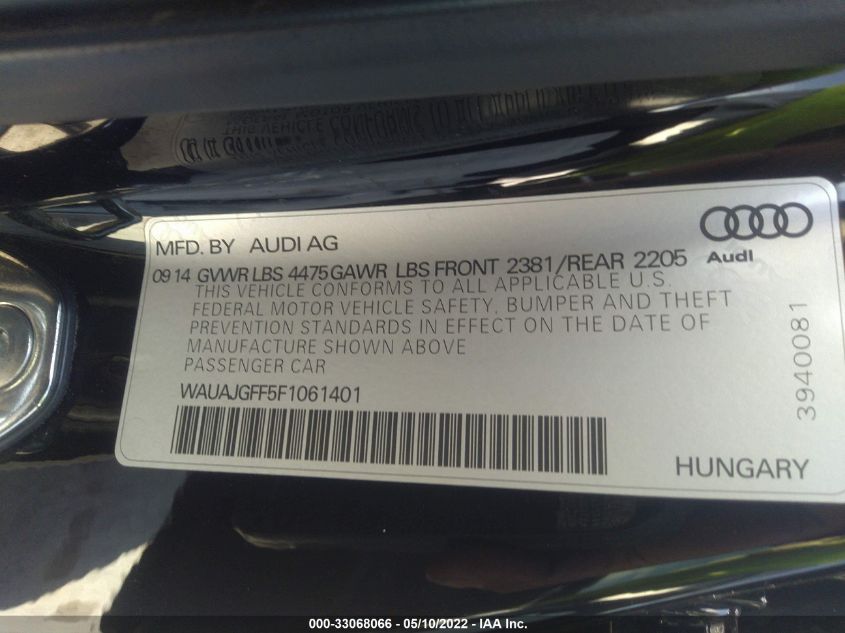 MFD. BY AUDI AG
Audi
09 14 GVWR LBS 4475 GAWR LBS FRONT 2381/REAR 2205
THIS VEHICLE CONFORMS TO ALL APPLICABLE U.S.
FEDERAL MOTOR VEHICLE SAFETY, BUMPER AND THEFT
PREVENTION STANDARDS IN EFFECT ON THE DATE OF
MANUFACTURE SHOWN ABOVE
PASSENGER CAR
WAUAJGFF5F1061401
3940081
HUNGARY
000-33068066 - 05/10/2022 - IAA Inc.